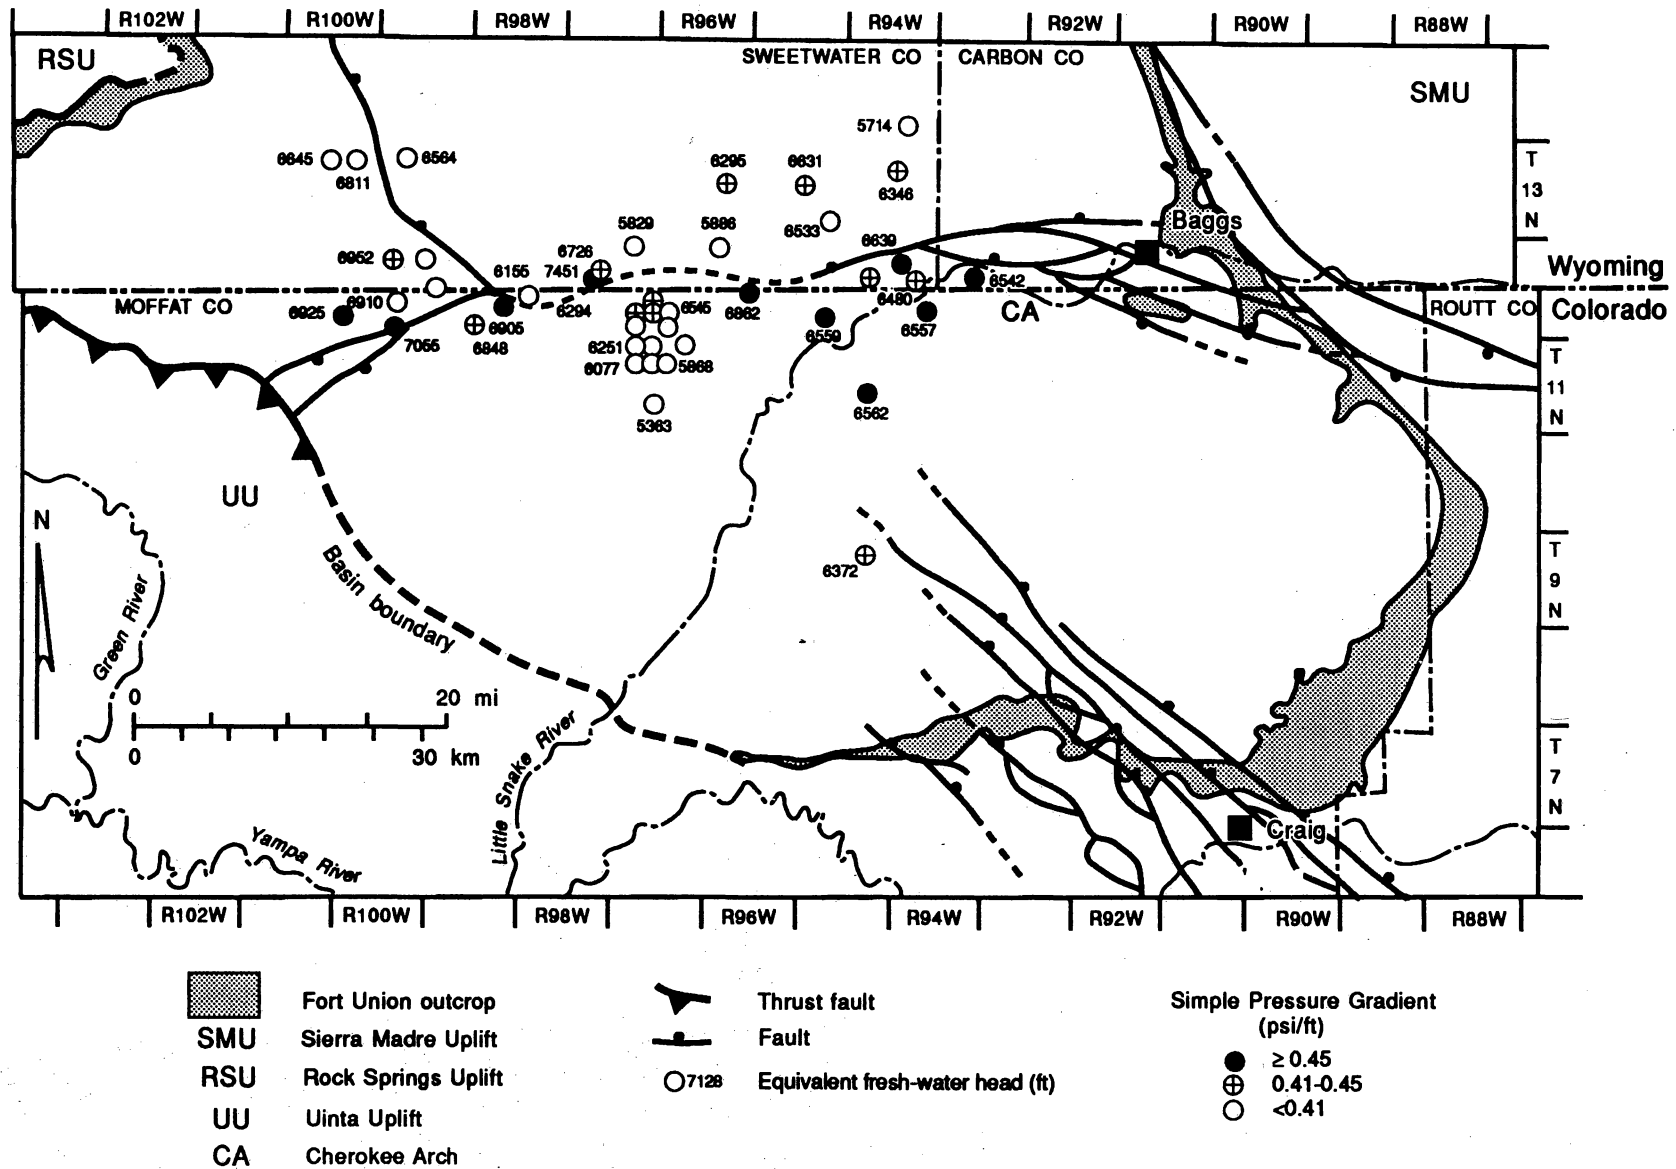 R102W R100W R98W R96W R94W R92W R90W R88W
RSU
SWEETWATER CO CARBON CO
SMU
5714
6645 6811 6564
6295 6631 6346
T
13
N
5829 5886 6533 6639
Baggs
6952 6726 7451 6155
Wyoming
MOFFAT CO
6910 6925 6294 6545 6862 6480 6542
CA
ROUTT CO
Colorado
7055 6848 6905 6559 6557
6251
6077 5868
5363
6562
T
11
N
UU
N
Basin boundary
6372
T
9
N
Green River
0 20 mi
0 30 km
Little Snake River
T
7
N
Craig
Yampa River
R102W R100W R98W R96W R94W R92W R90W R88W
Fort Union outcrop
SMU Sierra Madre Uplift
RSU Rock Springs Uplift
UU Uinta Uplift
CA Cherokee Arch
Thrust fault
Fault
7128 Equivalent fresh-water head (ft)
Simple Pressure Gradient
(psi/ft)
≥ 0.45
0.41-0.45
<0.41